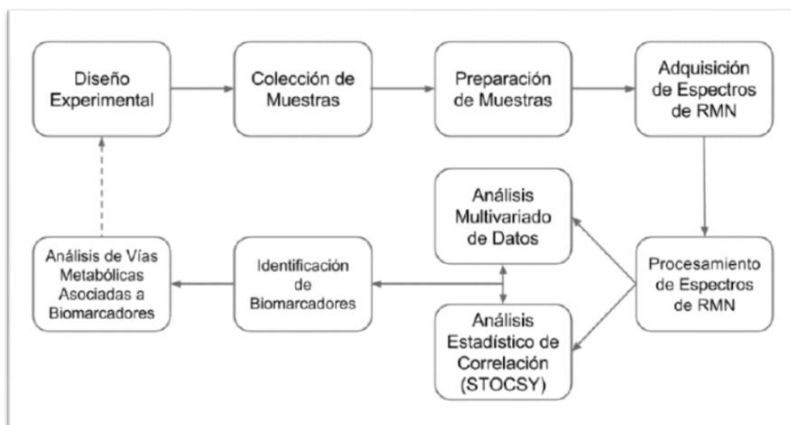 Diseño
Experimental
Colección de
Muestras
Preparación
de Muestras
Adquisición
de Espectros
de RMN
Análisis
Multivariado
de Datos
Procesamiento
de Espectros
de RMN
Análisis
Estadístico de
Correlación
(STOCSY)
Identificación
de
Biomarcadores
Análisis de Vías
Metabólicas
Asociadas a
Biomarcadores